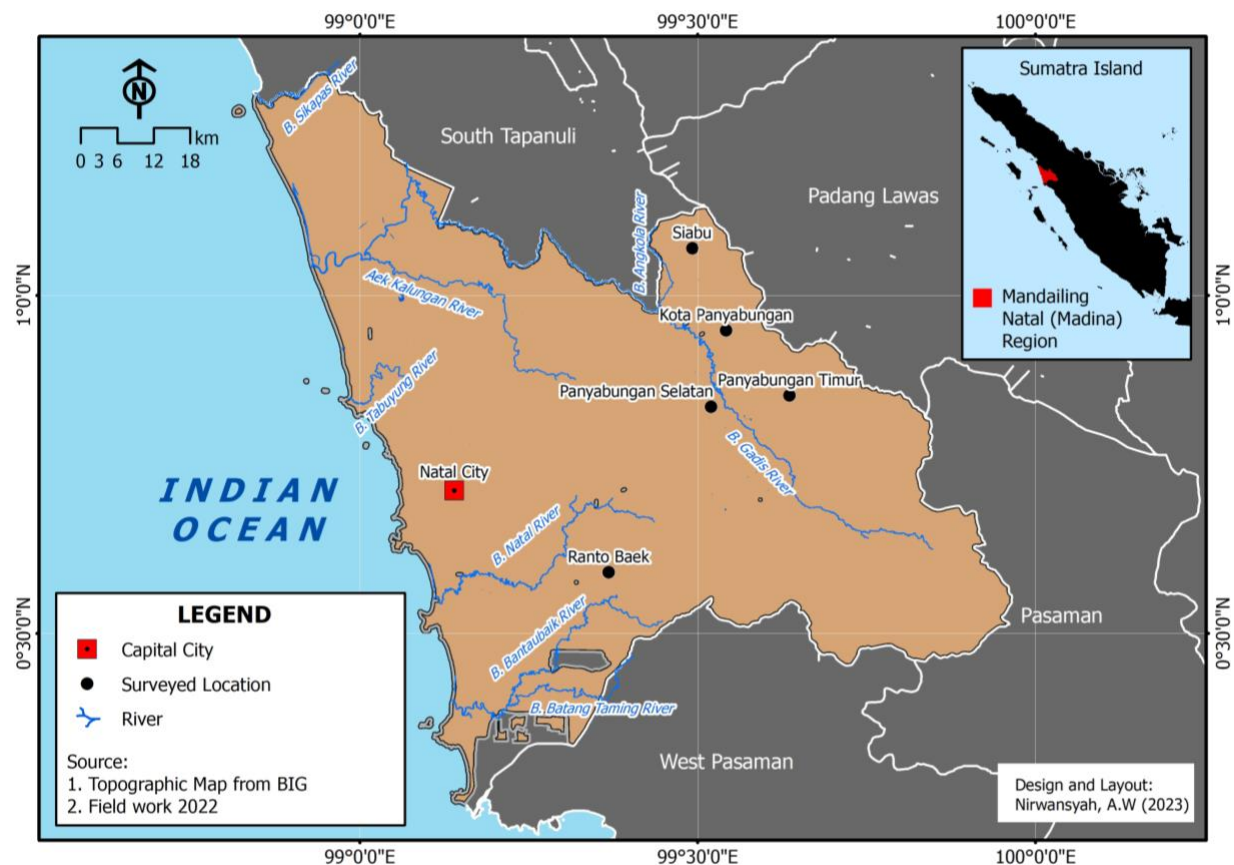 99°0'0"E
99°30'0"E
100°0'0"E
N
km
0 3 6 12 18
B. Sikapas River
South Tapanuli
Padang Lawas
Sumatra Island
Mandailing
Natal (Madina)
Region
B. Angkola River
Siabu
1°0'0"N
1°0'0"N
Aek Kalungan River
Kota Panyabungan
B. Tabuyung River
Panyabungan Selatan
Panyabungan Timur
B. Gadis River
Natal City
INDIAN
OCEAN
B. Natal River
Ranto Baek
B. Bantaubaik River
Pasaman
0°30'0"N
0°30'0"N
B. Batang Taming River
West Pasaman
LEGEND
Capital City
Surveyed Location
River
Source:
1. Topographic Map from BIG
2. Field work 2022
Design and Layout:
Nirwansyah, A.W (2023)
99°0'0"E
99°30'0"E
100°0'0"E